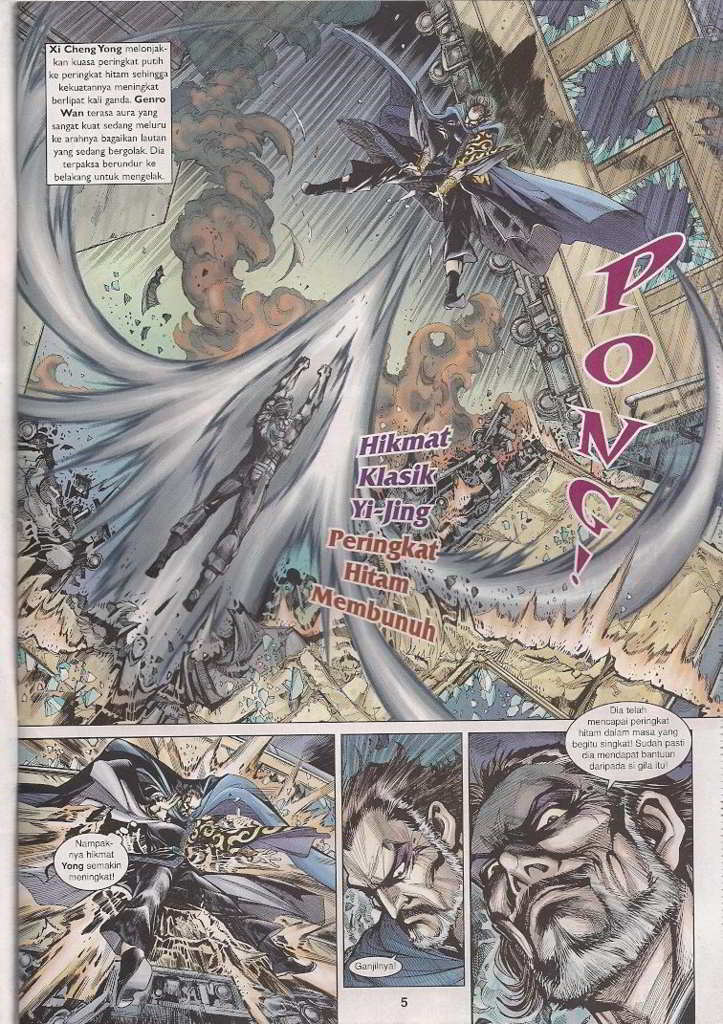 Xi Cheng Yong melonjak-
kan kuasa peringkat putih
ke peringkat hitam sehingga
kekuatannya meningkat
berlipat kali ganda. Genro
Wan terasa aura yang
sangat kuat sedang meluru
ke arahnya bagaikan lautan
yang sedang bergolak. Dia
terpaksa berundur ke
belakang untuk mengelak.
PONG!
Hikmat
Klasik
Yi-Jing
Peringkat
Hitam
Membunuh
Nampak-
nya hikmat
Yong semakin
meningkat!
Ganjilnya!
Dia telah
mencapai peringkat
hitam dalam masa yang
begitu singkat! Sudah pasti
dia mendapat bantuan
daripada si gila itu!
5